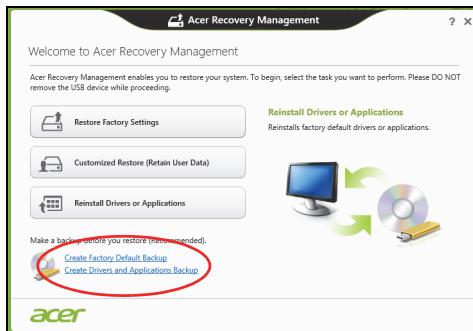 Acer Recovery Management
? X
Welcome to Acer Recovery Management
Acer Recovery Management enables you to restore your system. To begin, select the task you want to perform. Please DO NOT
remove the USB device while proceeding.
Restore Factory Settings
Customized Restore (Retain User Data)
Reinstall Drivers or Applications
Reinstall Drivers or Applications
Reinstalls factory default drivers or applications.
Make a backup before you restore (Recommended).
Create Factory Default Backup
Create Drivers and Applications Backup
acer